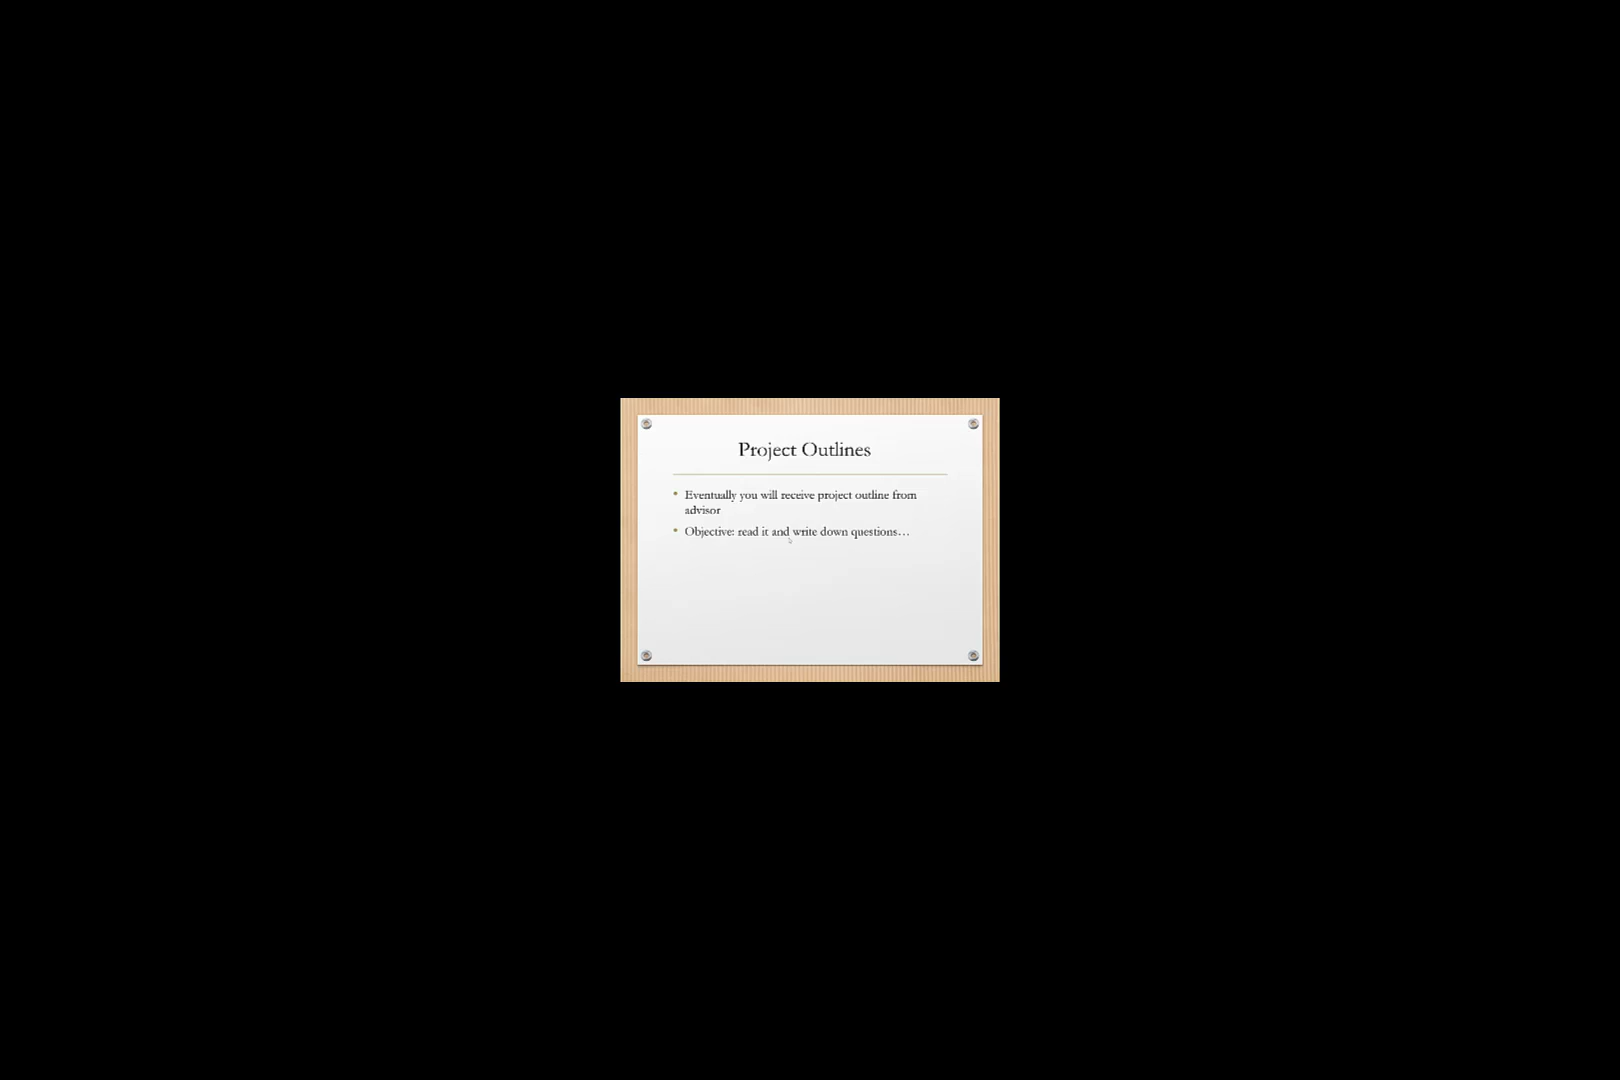 Project Outlines
• Eventually you will receive project outline from
advisor
• Objective: read it and write down questions…